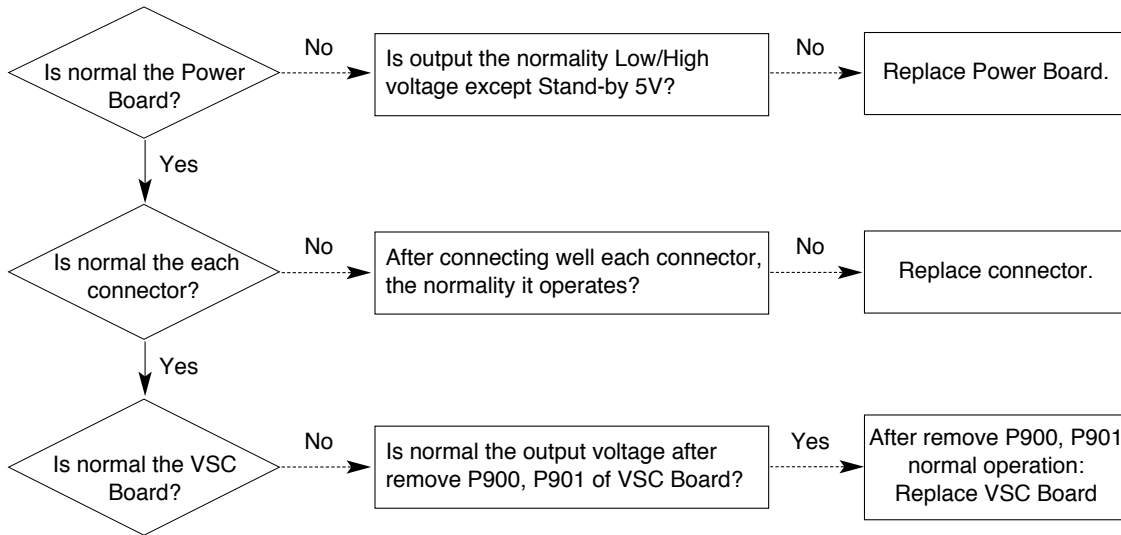 No
No
Is normal the Power
Board?
Is output the normality Low/High
voltage except Stand-by 5V?
Replace Power Board.
Yes
No
No
Is normal the each
connector?
After connecting well each connector,
the normality it operates?
Replace connector.
Yes
No
Yes
Is normal the VSC
Board?
Is normal the output voltage after
remove P900, P901 of VSC Board?
After remove P900, P901
normal operation:
Replace VSC Board